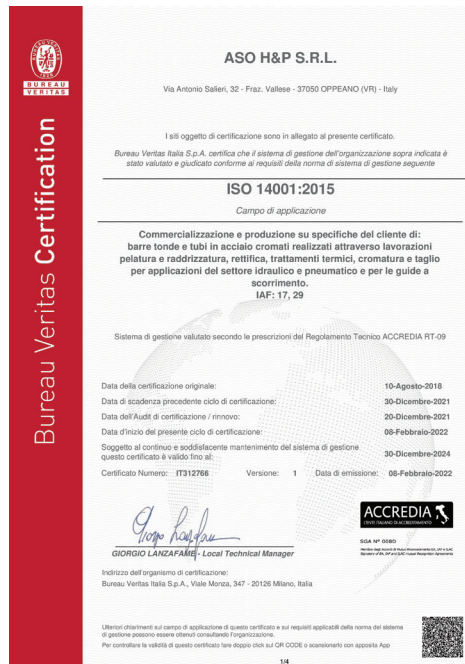 BUREAU
VERITAS
Bureau Veritas Certification
ASO H&P S.R.L.
Via Antonio Salieri, 32 - Fraz. Vallese - 37050 OPPEANO (VR) - Italy
I siti oggetto di certificazione sono in allegato al presente certificato.
Bureau Veritas Italia S.p.A. certifica che il sistema di gestione dell'organizzazione sopra indicata è
stato valutato e giudicato conforme ai requisiti della norma di sistema di gestione seguente
ISO 14001:2015
Campo di applicazione
Commercializzazione e produzione su specifiche del cliente di:
barre tonde e tubi in acciaio cromati realizzati attraverso lavorazioni
pelatura e raddrizzatura, rettifica, trattamenti termici, cromatura e taglio
per applicazioni del settore idraulico e pneumatico e per le guide a
scorrimento.
IAF: 17, 29
Sistema di gestione valutato secondo le prescrizioni del Regolamento Tecnico ACCREDIA RT-09
Data della certificazione originale: 10-Agosto-2018
Data di scadenza precedente ciclo di certificazione: 30-Dicembre-2021
Data dell'Audit di certificazione / rinnovo: 20-Dicembre-2021
Data d'inizio del presente ciclo di certificazione: 08-Febbraio-2022
Soggetto al continuo e soddisfacente mantenimento del sistema di gestione
questo certificato è valido fino al: 30-Dicembre-2024
Certificato Numero: IT312766 Versione: 1 Data di emissione: 08-Febbraio-2022
ACCREDIA
L'ENTE ITALIANO DI ACCREDITAMENTO
SGA N° 008D
GIORGIO LANZAFAME - Local Technical Manager
Indirizzo dell'organismo di certificazione:
Bureau Veritas Italia S.p.A., Viale Monza, 347 - 20126 Milano, Italia
Ulteriori chiarimenti sul campo di applicazione di questo certificato e sui requisiti applicabili della norma del sistema
di gestione possono essere ottenuti consultando l'organizzazione.
Per controllare la validità di questo certificato fare doppio click sul QR CODE o scansionarlo con apposita App
1/4